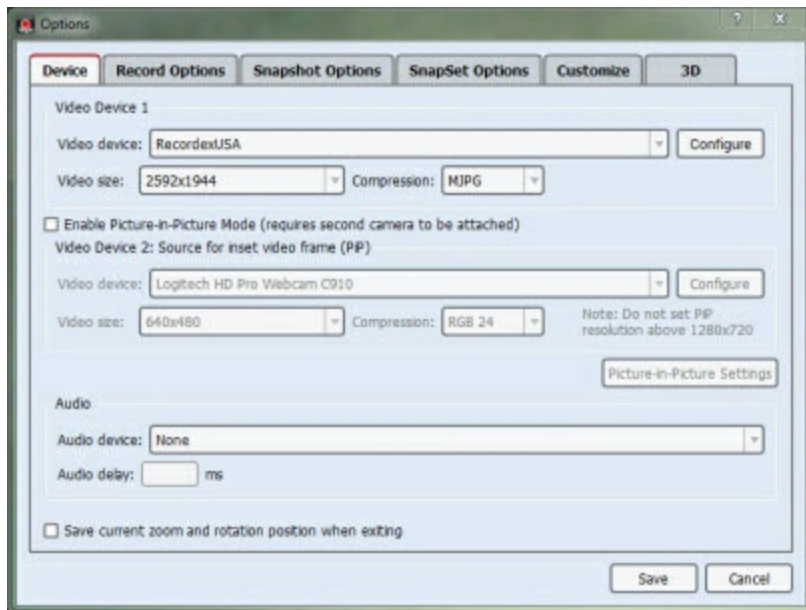 Options
Device Record Options Snapshot Options SnapSet Options Customize 3D
Video Device 1
Video device: RecordexUSA Configure
Video size: 2592x1944 Compression: MJPG
Enable Picture-in-Picture Mode (requires second camera to be attached)
Video Device 2: Source for inset video frame (PiP)
Video device: Logitech HD Pro Webcam C910 Configure
Video size: 640x480 Compression: RGB 24 Note: Do not set PiP
resolution above 1280x720
Picture-in-Picture Settings
Audio
Audio device: None
Audio delay: ms
Save current zoom and rotation position when exiting
Save Cancel